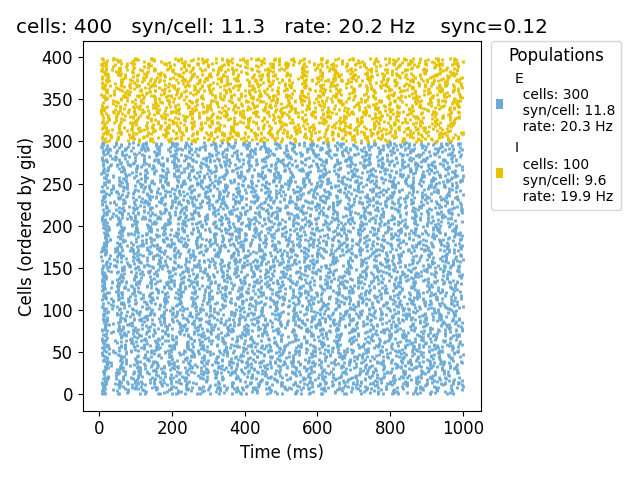 cells: 400   syn/cell: 11.3   rate: 20.2 Hz    sync=0.12
Populations
E
cells: 300
syn/cell: 11.8
rate: 20.3 Hz
I
cells: 100
syn/cell: 9.6
rate: 19.9 Hz
Cells (ordered by gid)
400
350
300
250
200
150
100
50
0
0 200 400 600 800 1000
Time (ms)